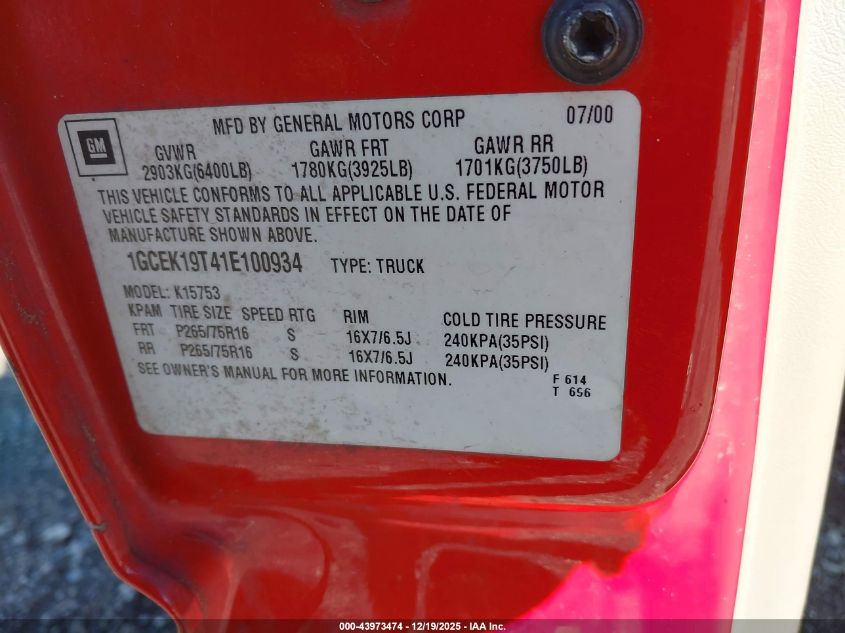 MFD BY GENERAL MOTORS CORP 07/00
GM
GVWR GAWR FRT GAWR RR
2903KG(6400LB) 1780KG(3925LB) 1701KG(3750LB)
THIS VEHICLE CONFORMS TO ALL APPLICABLE U.S. FEDERAL MOTOR
VEHICLE SAFETY STANDARDS IN EFFECT ON THE DATE OF
MANUFACTURE SHOWN ABOVE.
1GCEK19T41E100934 TYPE: TRUCK
MODEL: K15753
KPAM TIRE SIZE SPEED RTG RIM COLD TIRE PRESSURE
FRT P265/75R16 S 16X7/6.5J 240KPA(35PSI)
RR P265/75R16 S 16X7/6.5J 240KPA(35PSI)
SEE OWNER'S MANUAL FOR MORE INFORMATION.
F 614
T 656
000-43973474 • 12/19/2025 - IAA Inc.